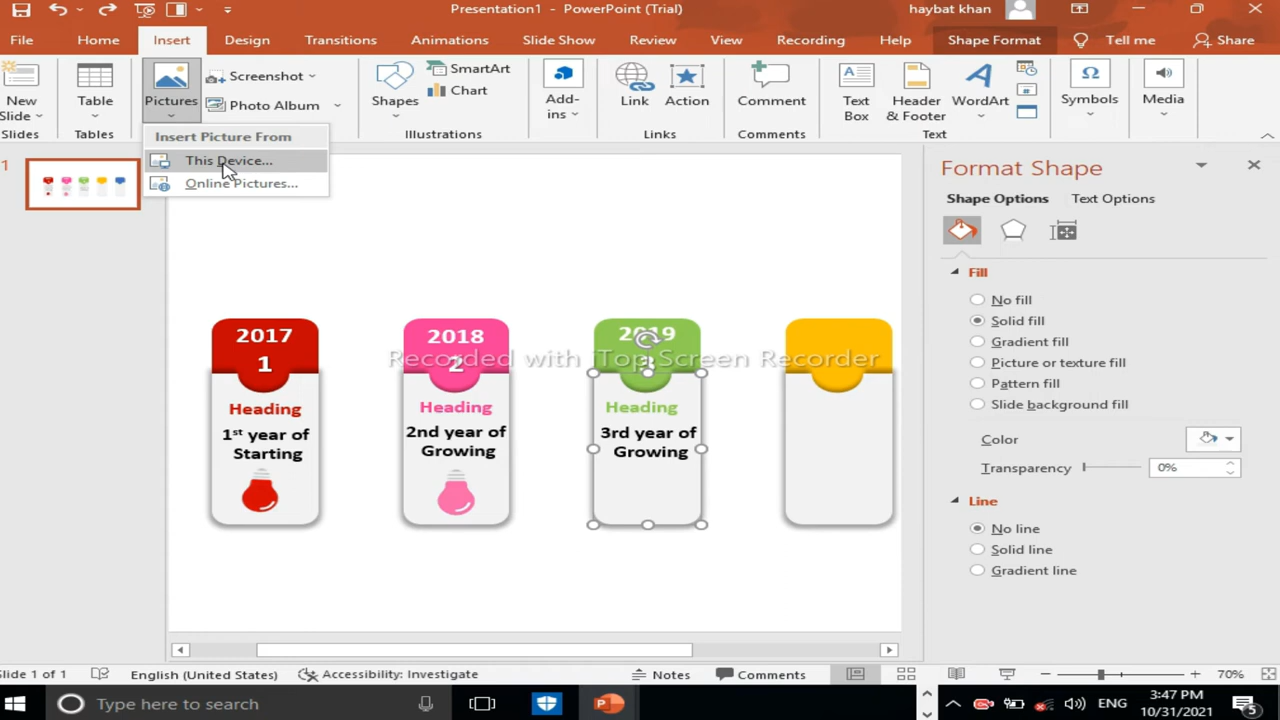 Presentation1 - PowerPoint (Trial)
haybat khan
File Home Insert Design Transitions Animations Slide Show Review View Recording Help Shape Format Tell me Share
New Slide
Slides
Table
Tables
Pictures
Screenshot
Photo Album
Shapes
SmartArt
Chart
Illustrations
Add-ins
Link
Action
Links
Comment
Comments
Text Box
Header & Footer
WordArt
Text
Symbols
Media
Insert Picture From
This Device...
Online Pictures...
1
2017
1
Heading
1st year of
Starting
2018
2
Heading
2nd year of
Growing
2019
3
Heading
3rd year of
Growing
Recorded with iTop Screen Recorder
Format Shape
Shape Options Text Options
Fill
No fill
Solid fill
Gradient fill
Picture or texture fill
Pattern fill
Slide background fill
Color
Transparency 0%
Line
No line
Solid line
Gradient line
Slide 1 of 1 English (United States) Accessibility: Investigate Notes Comments 70%
Type here to search
ENG
3:47 PM
10/31/2021
5